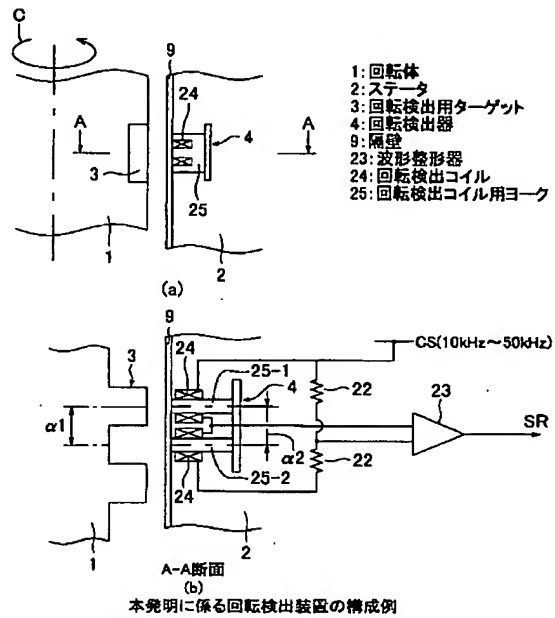 C
9
24
A
4
A
3
25
1
2
(a)
1：回転体
2：ステータ
3：回転検出用ターゲット
4：回転検出器
9：隔壁
23：波形整形器
24：回転検出コイル
25：回転検出コイル用ヨーク
9
CS(10kHz～50kHz)
3
24
25-1
4
22
23
SR
α1
α2
22
24
25-2
1
2
A-A断面
(b)
本発明に係る回転検出装置の構成例